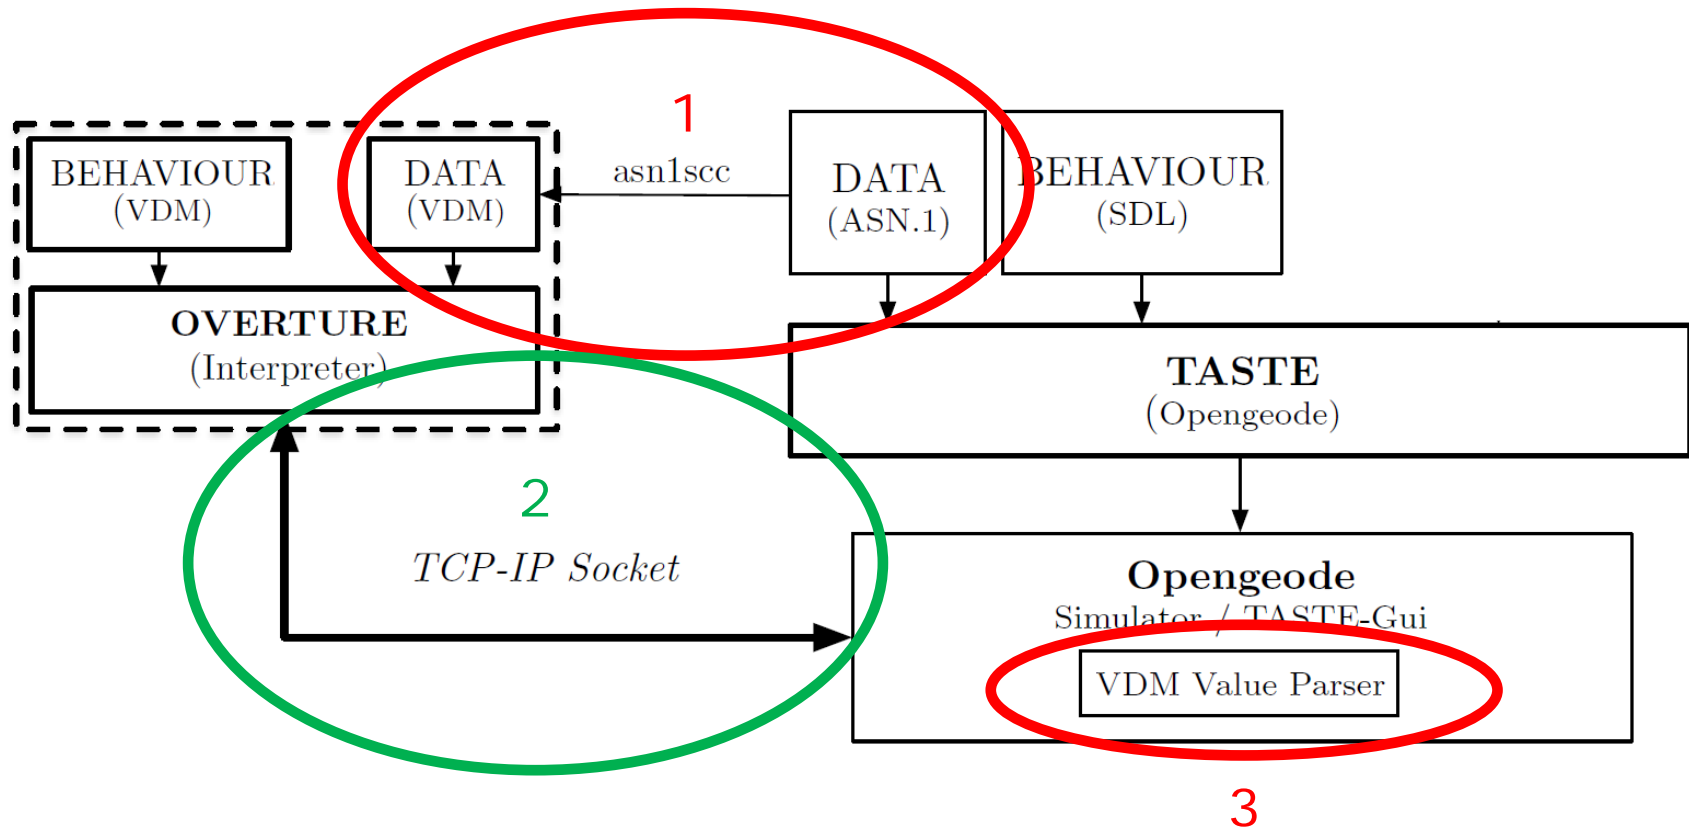 1
BEHAVIOUR
(VDM)
DATA
(VDM)
asn1scc
DATA
(ASN.1)
BEHAVIOUR
(SDL)
OVERTURE
(Interpreter)
TASTE
(Opengeode)
2
TCP-IP Socket
Opengeode
Simulator / TASTE-Gui
VDM Value Parser
3